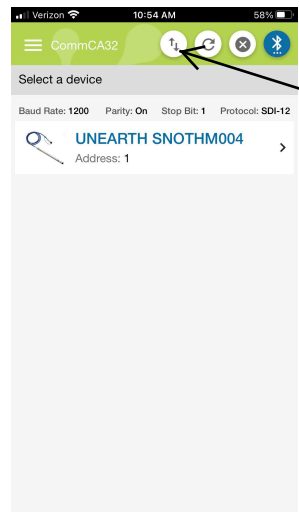 Verizon 10:54 AM 58%
CommCA32
Select a device
Baud Rate: 1200 Parity: On Stop Bit: 1 Protocol: SDI-12
UNEARTH SNOTHM004
Address: 1